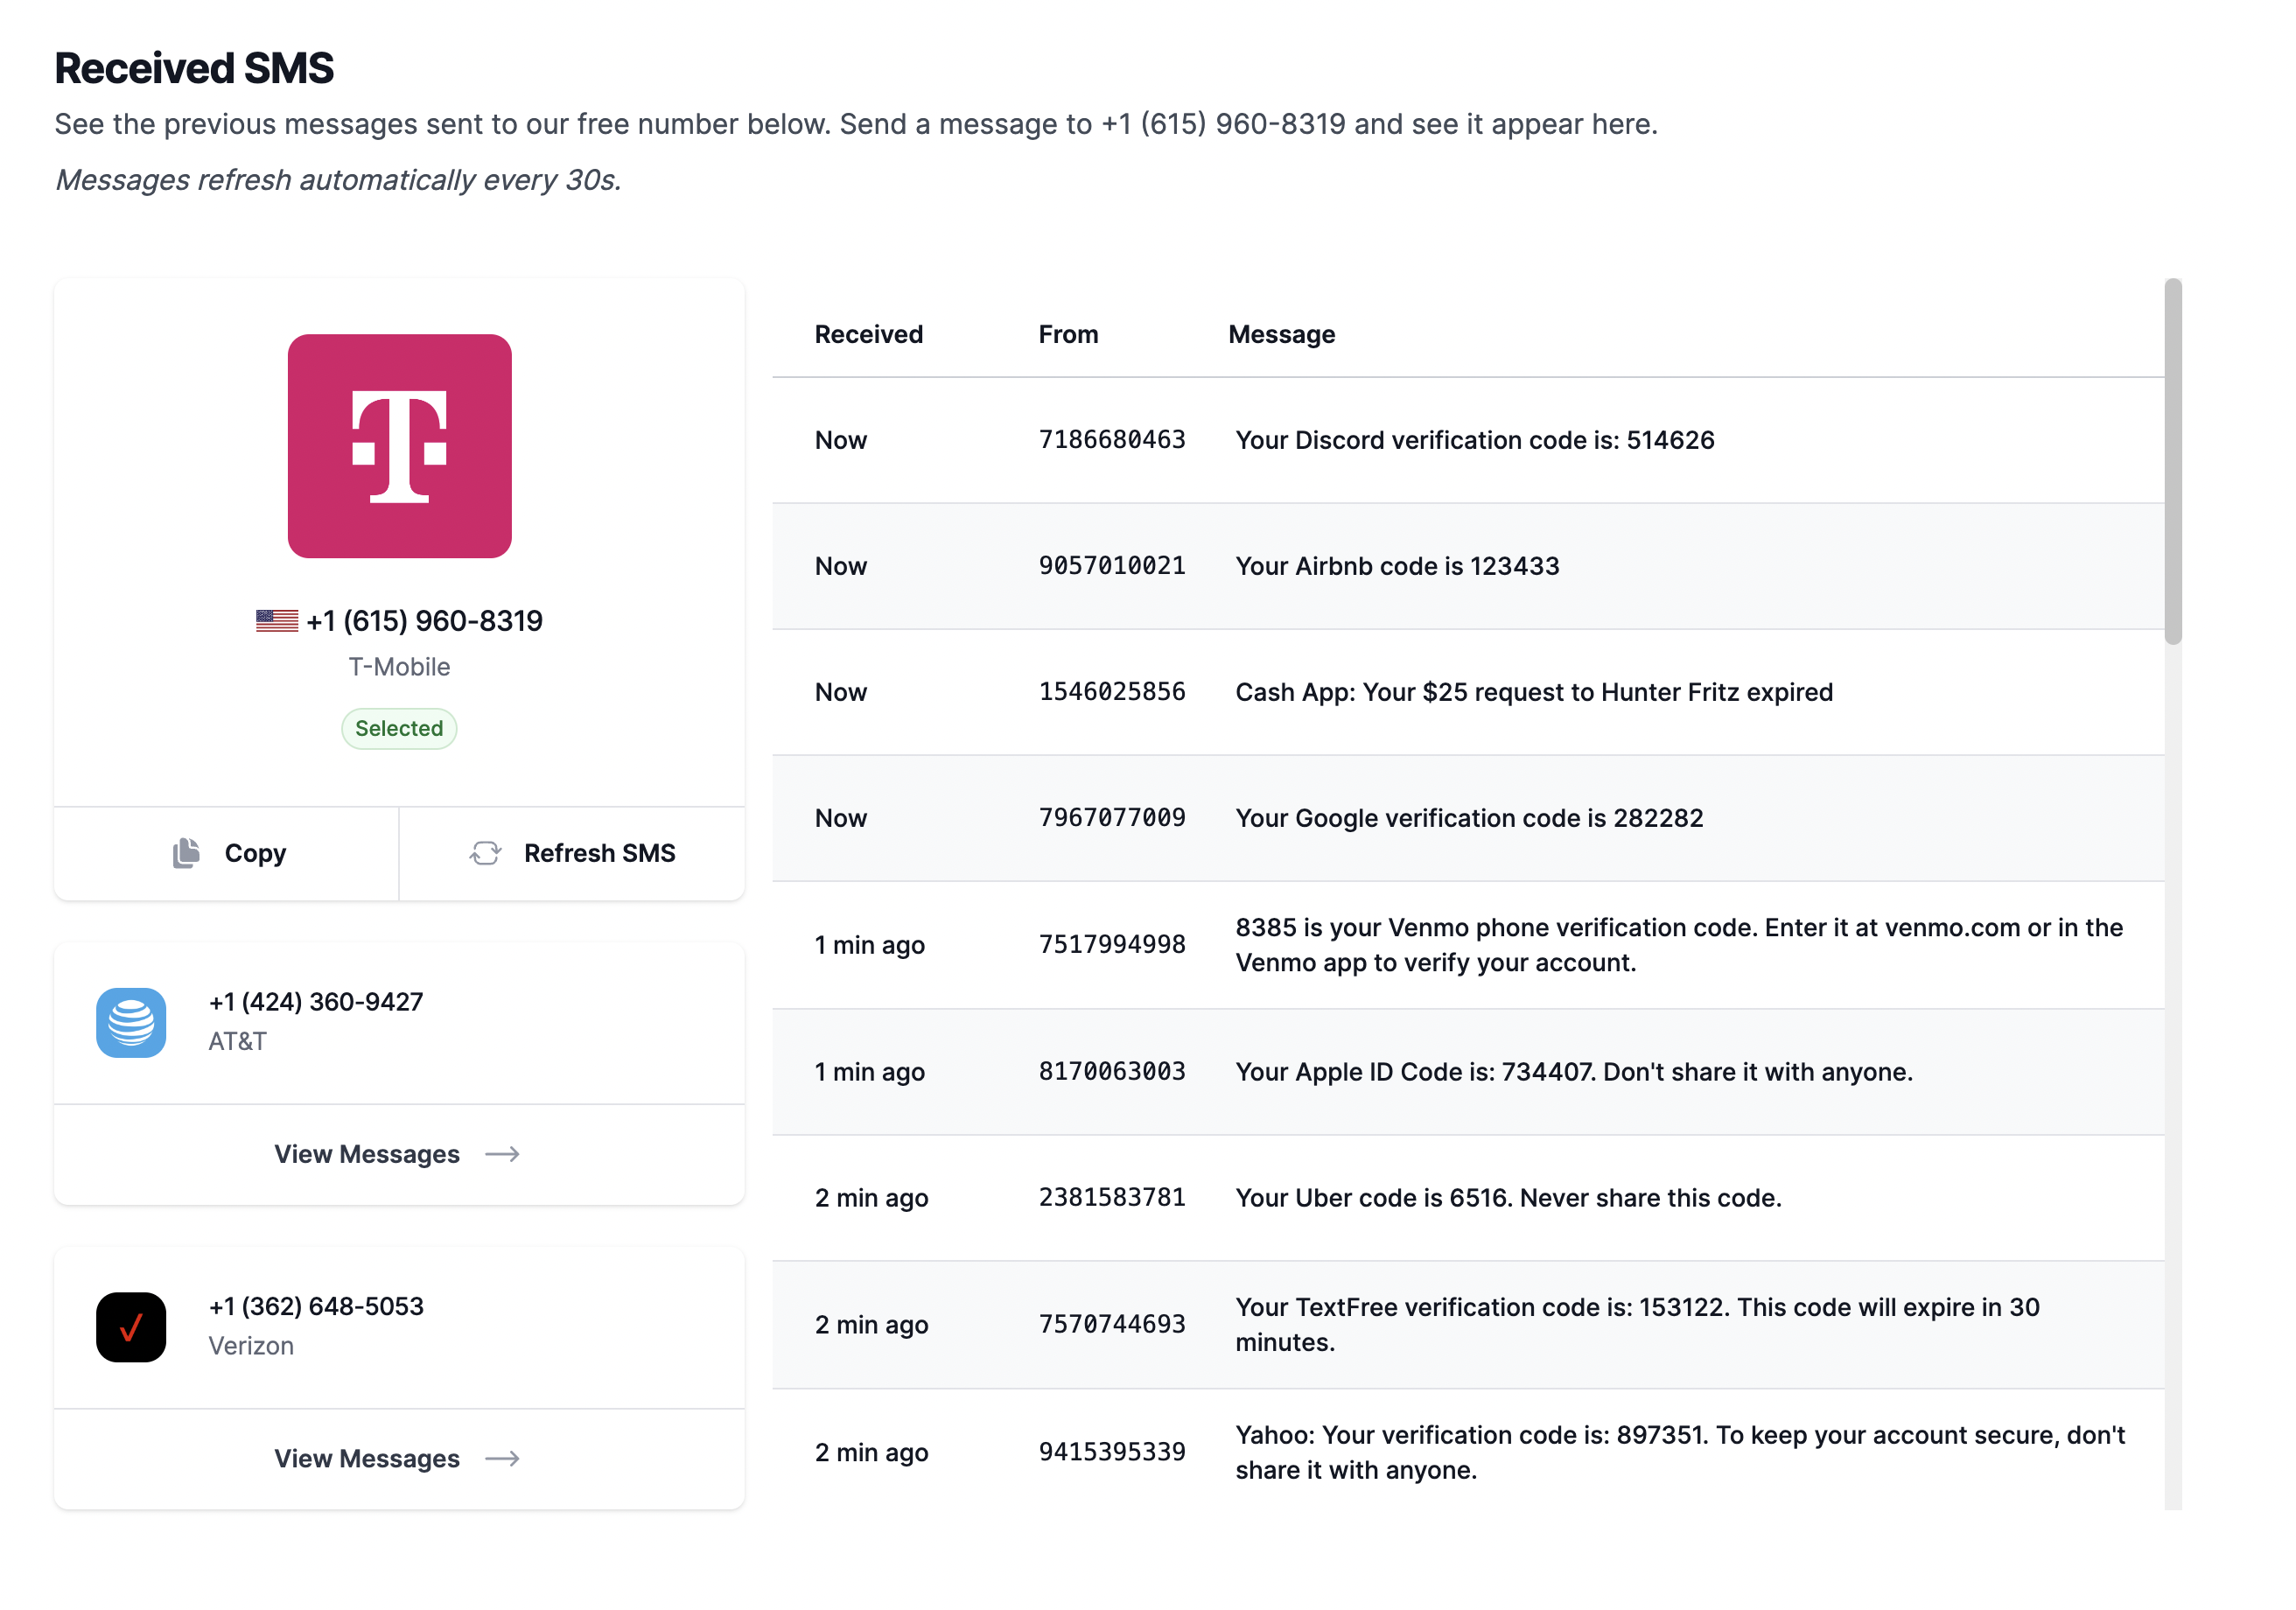 Received SMS
See the previous messages sent to our free number below. Send a message to +1 (615) 960-8319 and see it appear here.
Messages refresh automatically every 30s.
T
+1 (615) 960-8319
T-Mobile
Selected
Copy
Refresh SMS
+1 (424) 360-9427
AT&T
View Messages
+1 (362) 648-5053
Verizon
View Messages
Received From Message
Now 7186680463 Your Discord verification code is: 514626
Now 9057010021 Your Airbnb code is 123433
Now 1546025856 Cash App: Your $25 request to Hunter Fritz expired
Now 7967077009 Your Google verification code is 282282
1 min ago 7517994998 8385 is your Venmo phone verification code. Enter it at venmo.com or in the
Venmo app to verify your account.
1 min ago 8170063003 Your Apple ID Code is: 734407. Don't share it with anyone.
2 min ago 2381583781 Your Uber code is 6516. Never share this code.
2 min ago 7570744693 Your TextFree verification code is: 153122. This code will expire in 30
minutes.
2 min ago 9415395339 Yahoo: Your verification code is: 897351. To keep your account secure, don't
share it with anyone.